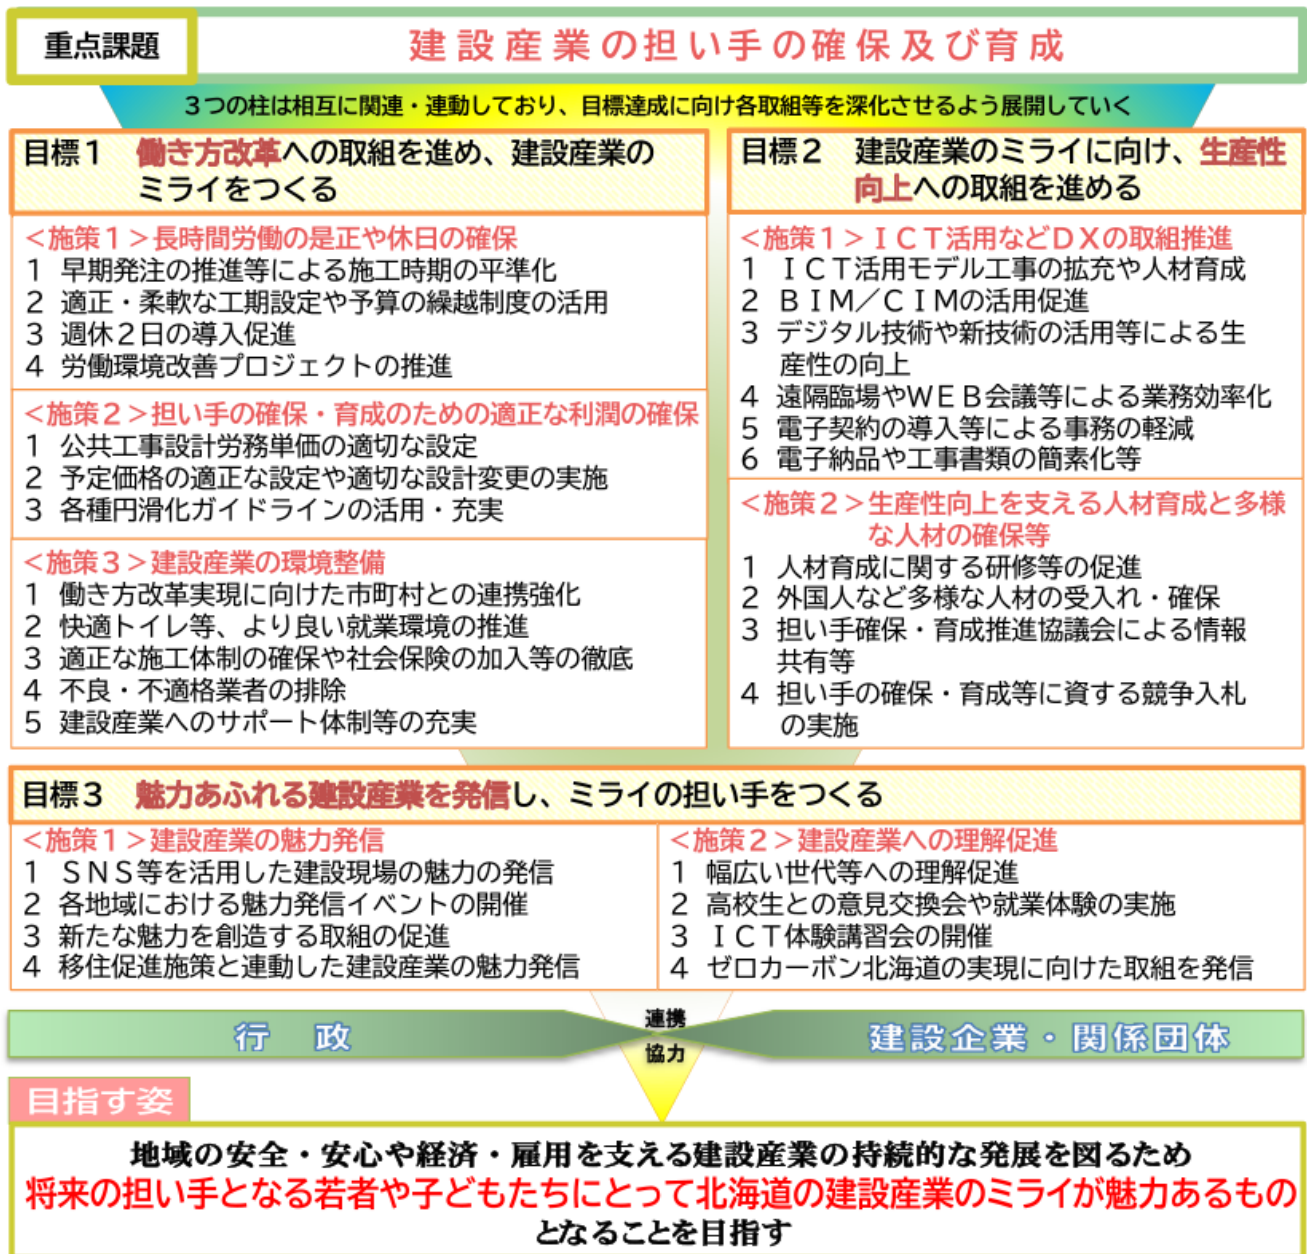 重点課題
建設産業の担い手の確保及び育成
３つの柱は相互に関連・連動しており、目標達成に向け各取組等を深化させるよう展開していく
目標１　働き方改革への取組を進め、建設産業の
ミライをつくる
＜施策１＞長時間労働の是正や休日の確保
１ 早期発注の推進等による施工時期の平準化
２ 適正・柔軟な工期設定や予算の繰越制度の活用
３ 週休２日の導入促進
４ 労働環境改善プロジェクトの推進
＜施策２＞担い手の確保・育成のための適正な利潤の確保
１ 公共工事設計労務単価の適切な設定
２ 予定価格の適正な設定や適切な設計変更の実施
３ 各種円滑化ガイドラインの活用・充実
＜施策３＞建設産業の環境整備
１ 働き方改革実現に向けた市町村との連携強化
２ 快適トイレ等、より良い就業環境の推進
３ 適正な施工体制の確保や社会保険の加入等の徹底
４ 不良・不適格業者の排除
５ 建設産業へのサポート体制等の充実
目標２　建設産業のミライに向け、生産性
向上への取組を進める
＜施策１＞ＩＣＴ活用などＤＸの取組推進
１ ＩＣＴ活用モデル工事の拡充や人材育成
２ ＢＩＭ／ＣＩＭの活用促進
３ デジタル技術や新技術の活用等による生
産性の向上
４ 遠隔臨場やＷＥＢ会議等による業務効率化
５ 電子契約の導入等による事務の軽減
６ 電子納品や工事書類の簡素化等
＜施策２＞生産性向上を支える人材育成と多様
な人材の確保等
１ 人材育成に関する研修等の促進
２ 外国人など多様な人材の受入れ・確保
３ 担い手確保・育成推進協議会による情報
共有等
４ 担い手の確保・育成等に資する競争入札
の実施
目標３　魅力あふれる建設産業を発信し、ミライの担い手をつくる
＜施策１＞建設産業の魅力発信
１ ＳＮＳ等を活用した建設現場の魅力の発信
２ 各地域における魅力発信イベントの開催
３ 新たな魅力を創造する取組の促進
４ 移住促進施策と連動した建設産業の魅力発信
＜施策２＞建設産業への理解促進
１ 幅広い世代等への理解促進
２ 高校生との意見交換会や就業体験の実施
３ ＩＣＴ体験講習会の開催
４ ゼロカーボン北海道の実現に向けた取組を発信
行　政
連携
協力
建設企業・関係団体
目指す姿
地域の安全・安心や経済・雇用を支える建設産業の持続的な発展を図るため
将来の担い手となる若者や子どもたちにとって北海道の建設産業のミライが魅力あるもの
となることを目指す